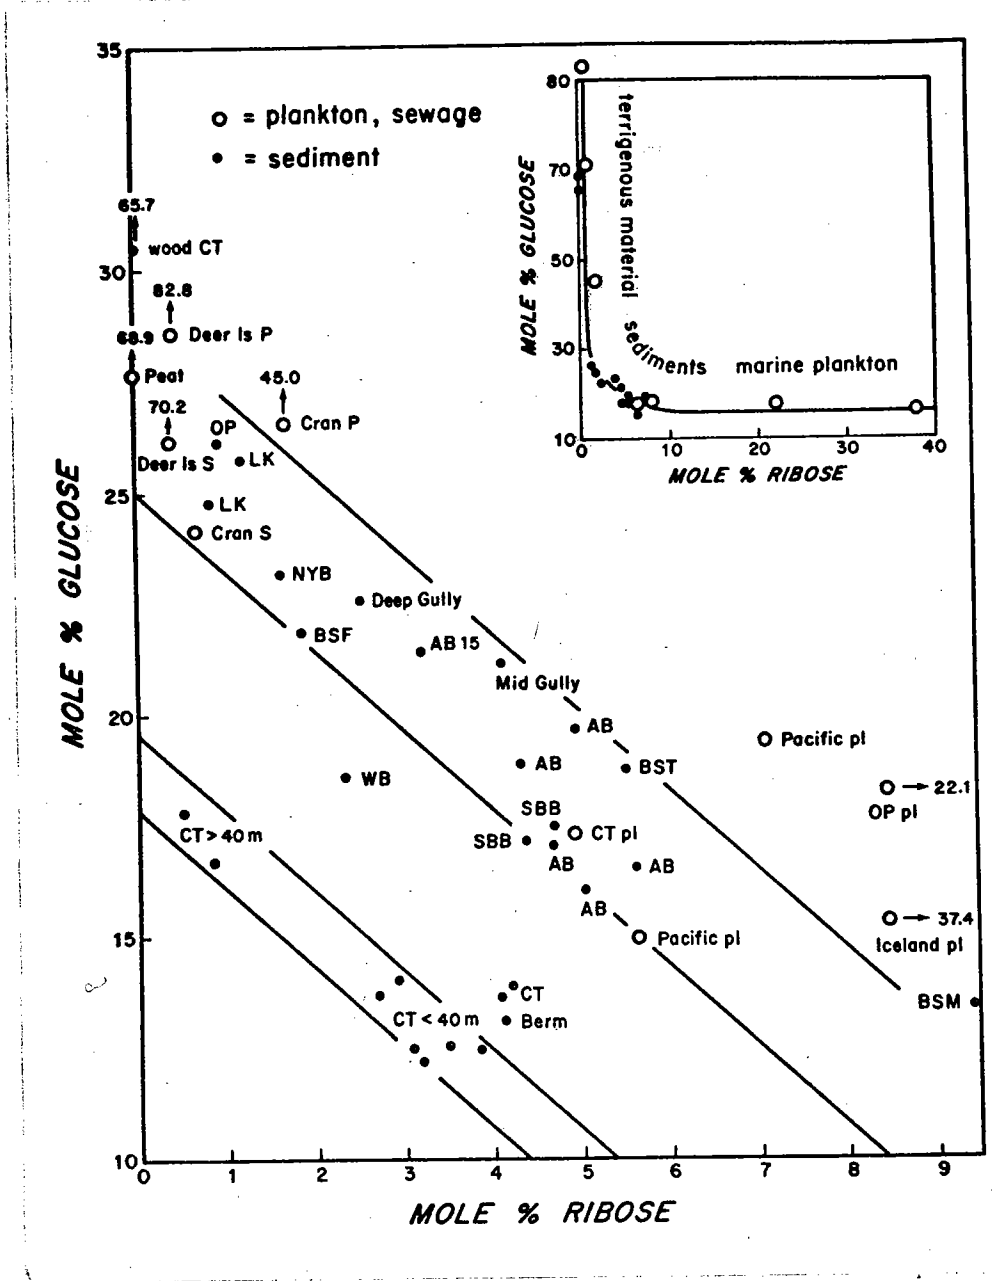 35
○ = plankton, sewage
● = sediment
65.7
wood CT
30
82.8
Deer Is P
68.9
Peat
45.0
Cran P
70.2
Deer Is S
OP
LK
25
LK
Cran S
NYB
Deep Gully
BSF
AB 15
Mid Gully
20
AB
Pacific pl
AB
BST
WB
→ 22.1
OP pl
SBB
CT pl
SBB
CT > 40 m
AB
AB
AB
→ 37.4
Iceland pl
15
Pacific pl
CT
BSM
CT < 40 m
Berm
10
0 1 2 3 4 5 6 7 8 9
MOLE % RIBOSE
MOLE % GLUCOSE
80
70
50
30
10
0 10 20 30 40
MOLE % RIBOSE
MOLE % GLUCOSE
terrigenous material
sediments
marine plankton